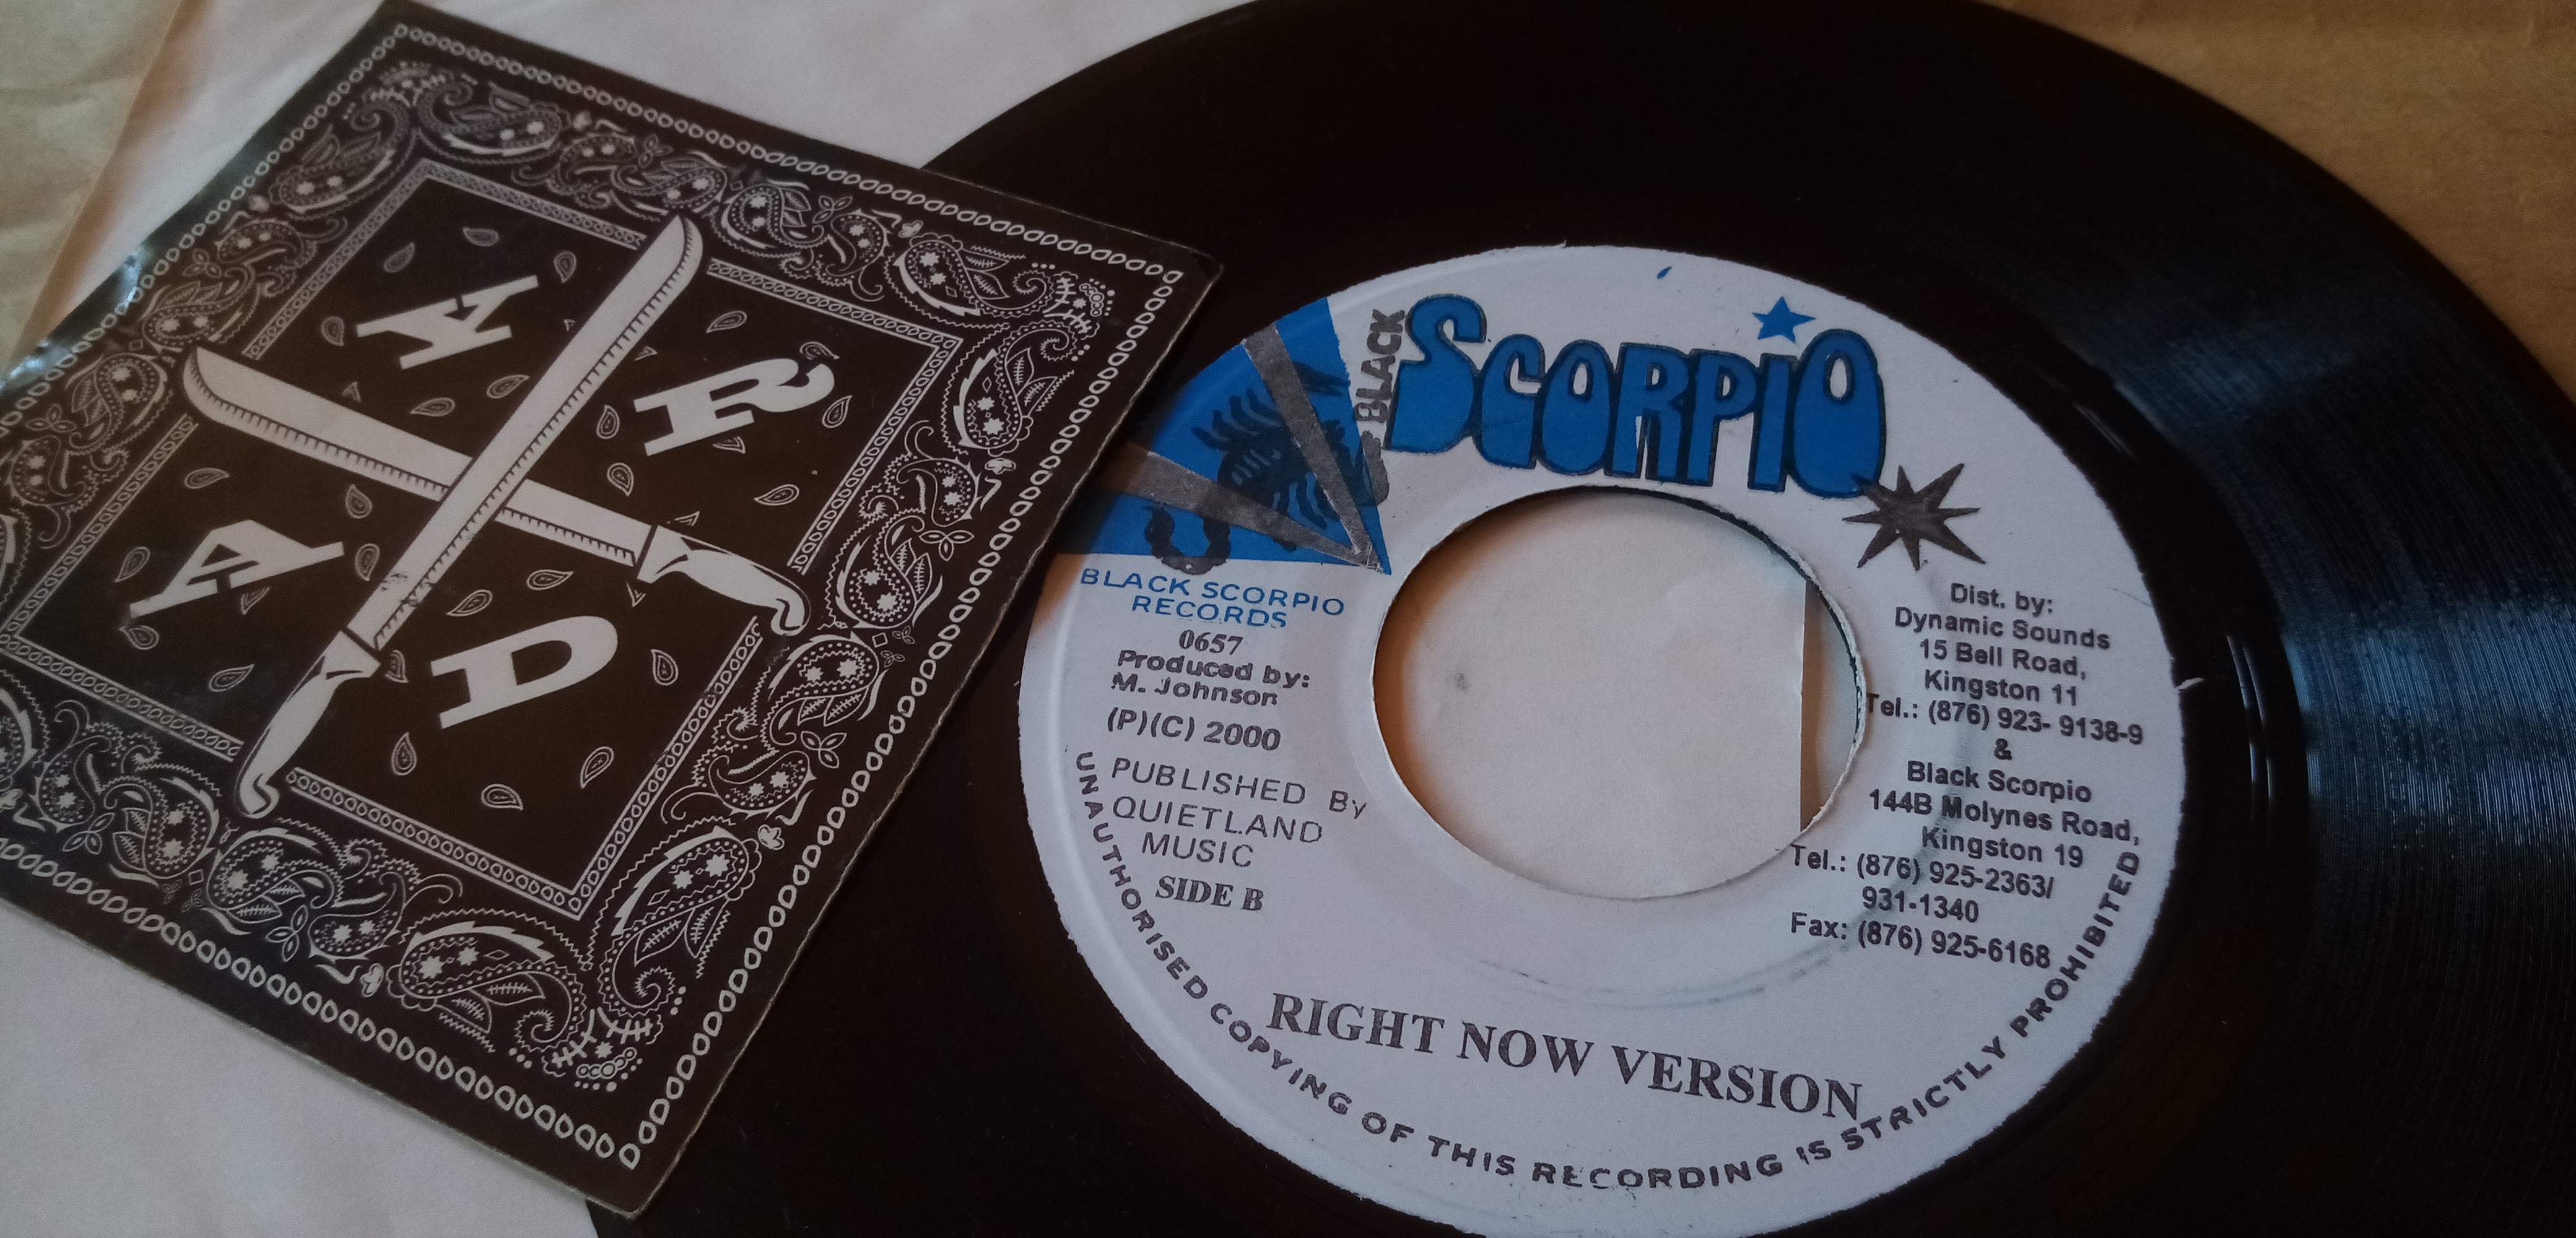 A R
A D
BLACK
SCORPIO
BLACK SCORPIO
RECORDS
0657
Produced by:
M. Johnson
(P)(C) 2000
PUBLISHED By
QUIETLAND
MUSIC
SIDE B
Dist. by:
Dynamic Sounds
15 Bell Road,
Kingston 11
Tel.: (876) 923- 9138-9
&
Black Scorpio
144B Molynes Road,
Kingston 19
Tel.: (876) 925-2363/
931-1340
Fax: (876) 925-6168
RIGHT NOW VERSION
UNAUTHORISED COPYING OF THIS RECORDING IS STRICTLY PROHIBITED